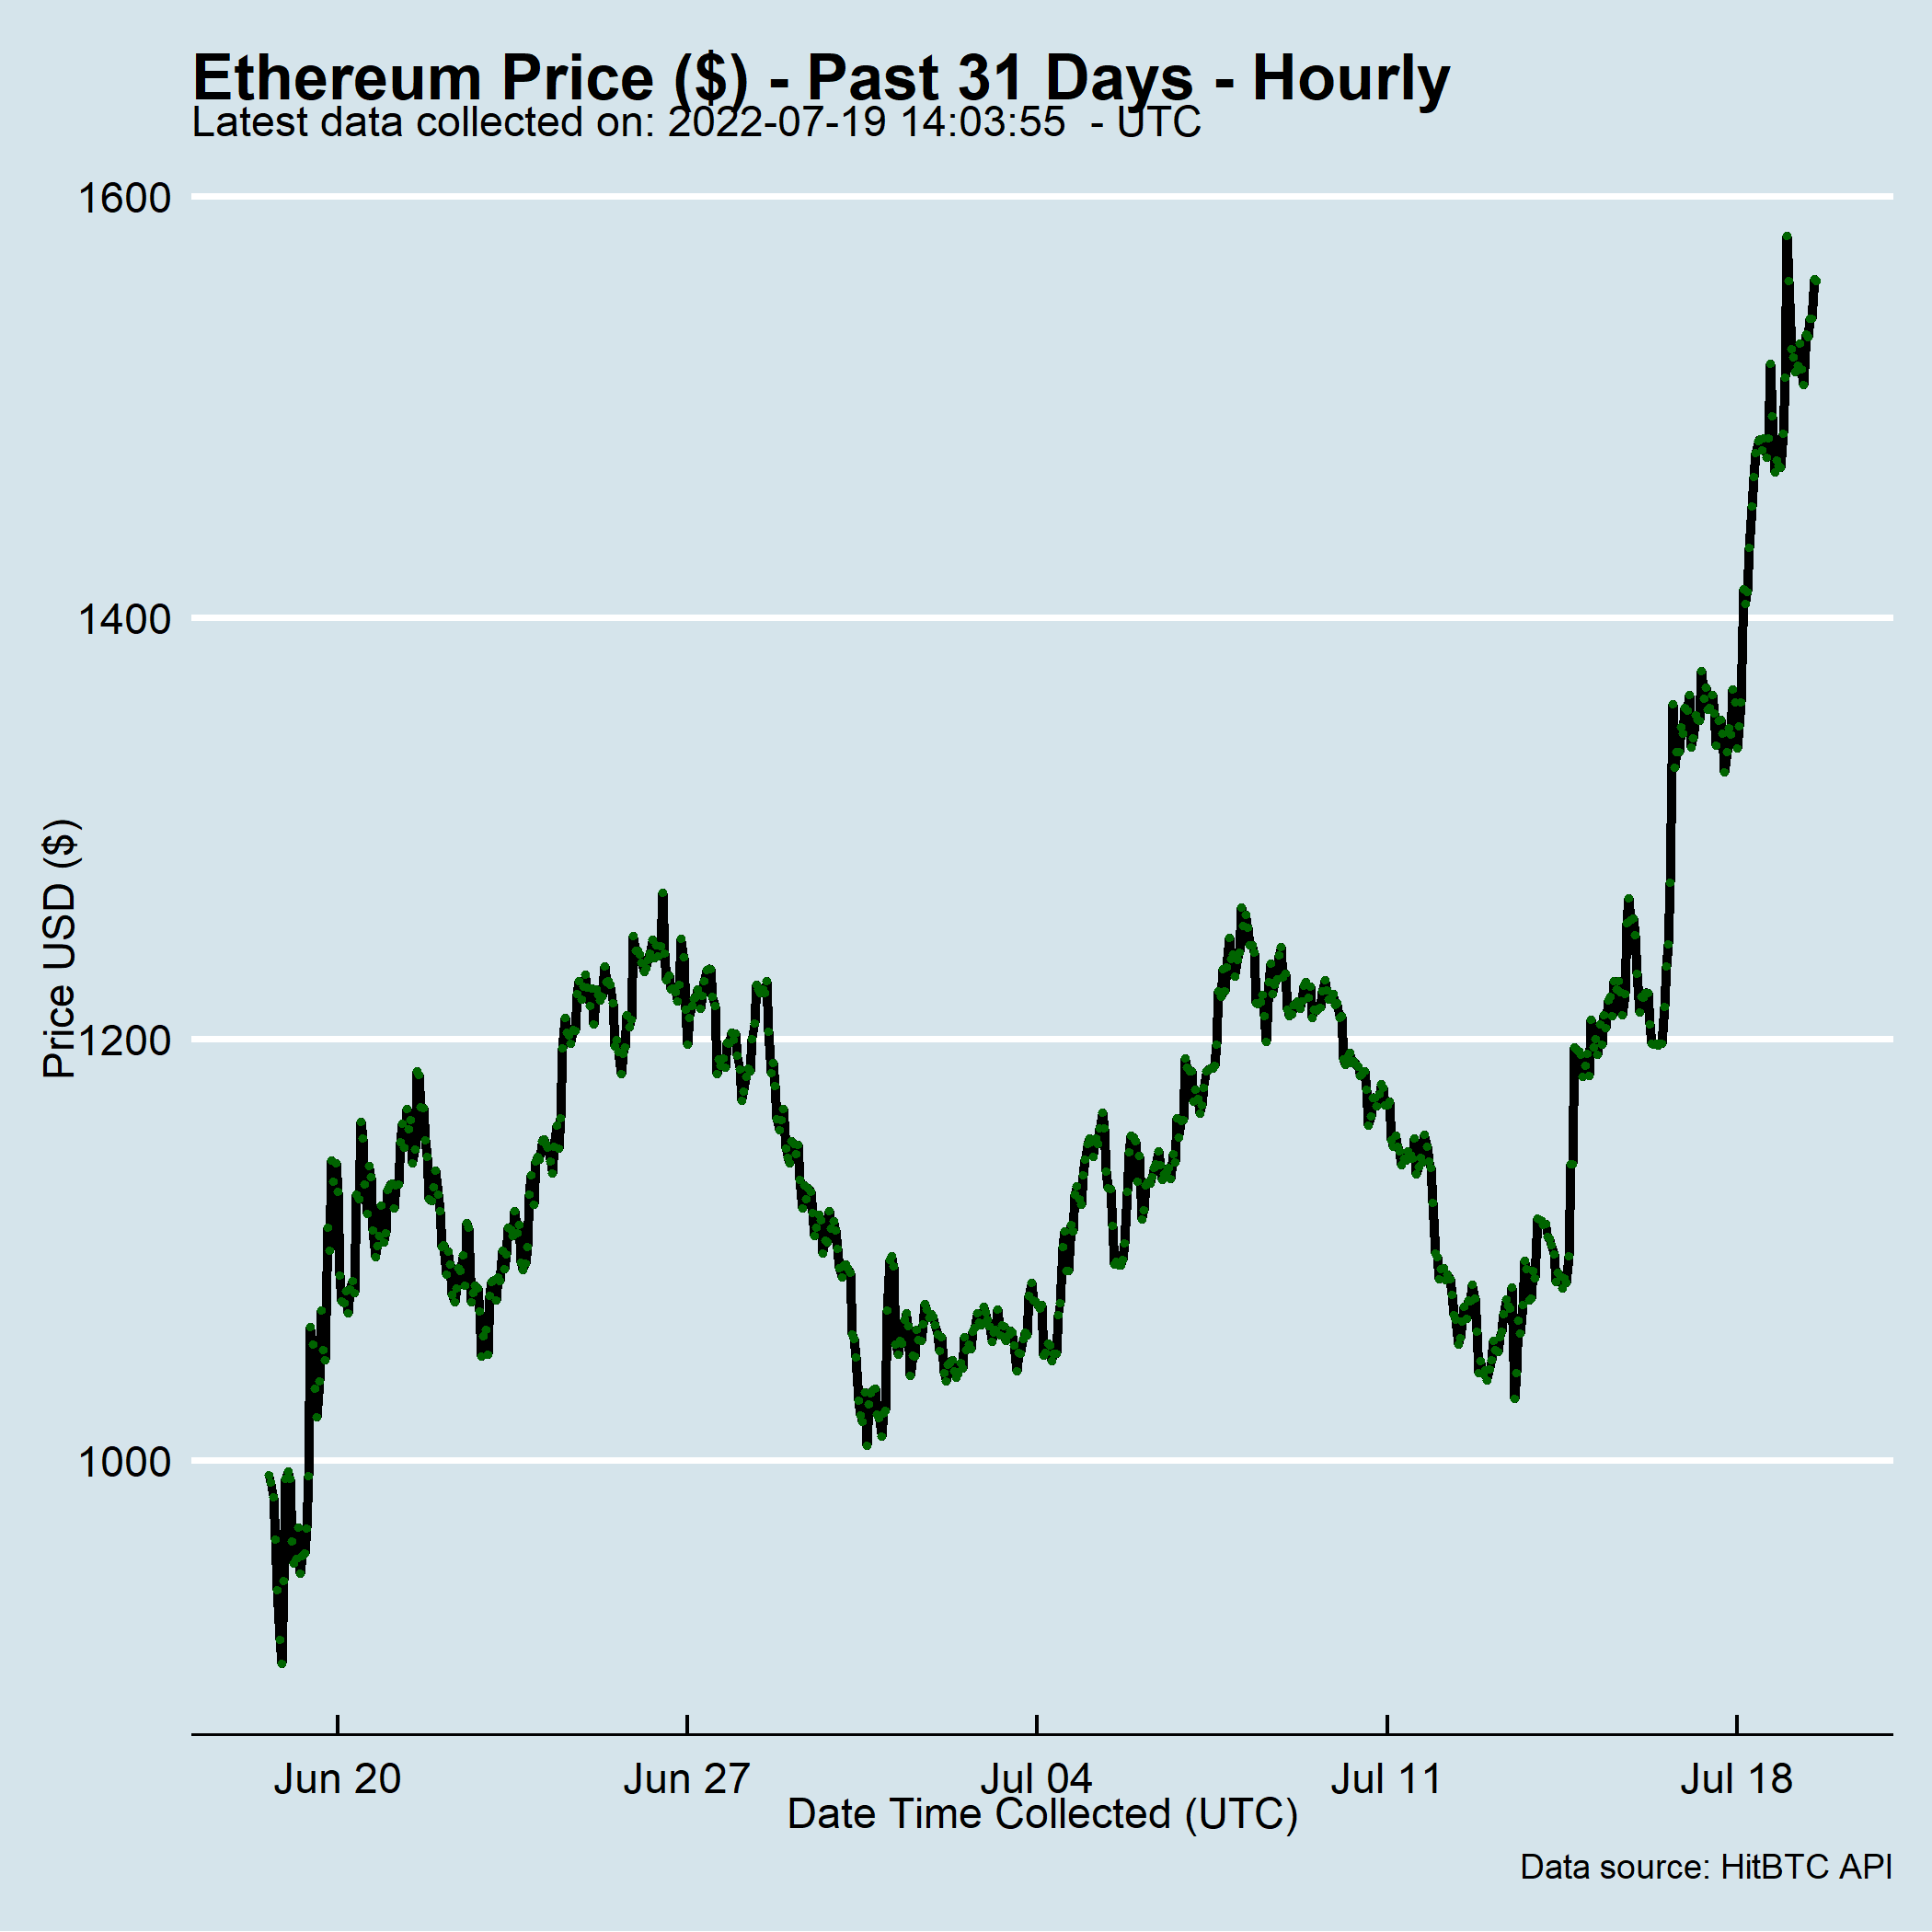 Ethereum Price ($) - Past 31 Days - Hourly
Latest data collected on: 2022-07-19 14:03:55  - UTC
1600
1400
1200
1000
Price USD ($)
Jun 20
Jun 27
Jul 04
Jul 11
Jul 18
Date Time Collected (UTC)
Data source: HitBTC API